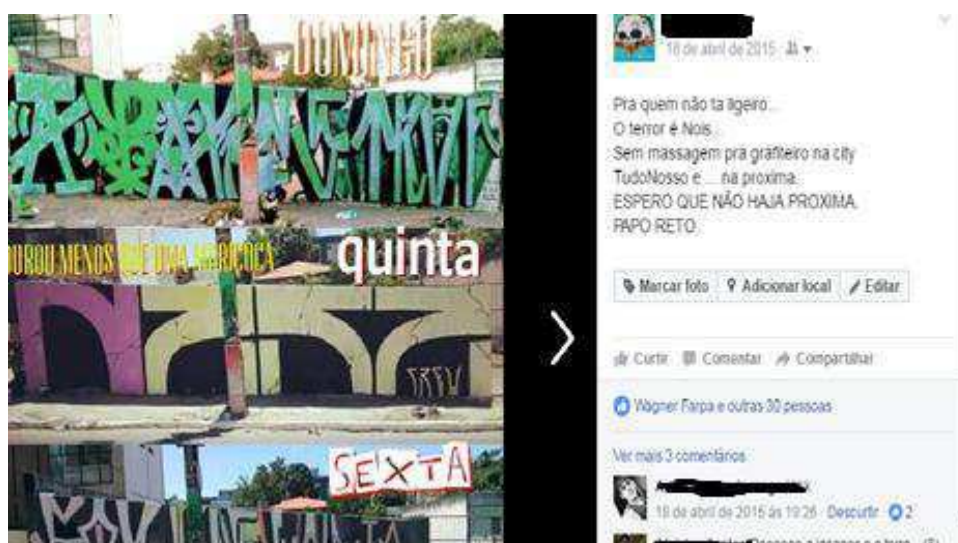 DOMINGO
DUROU MENOS QUE UMA MARICOCA
quinta
CREW
SEXTA
18 de abril de 2015
Pra quem não ta ligeiro...
O terror é Nois...
Sem massagem pra grafiteiro na city
TudoNosso e.... na proxima.
ESPERO QUE NÃO HAJA PROXIMA.
PAPO RETO.
Marcar foto
Adicionar local
Editar
Curtir Comentar Compartilhar
Wagner Farpa e outras 30 pessoas
Ver mais 3 comentários
18 de abril de 2015 às 19:26 Descurtir 2